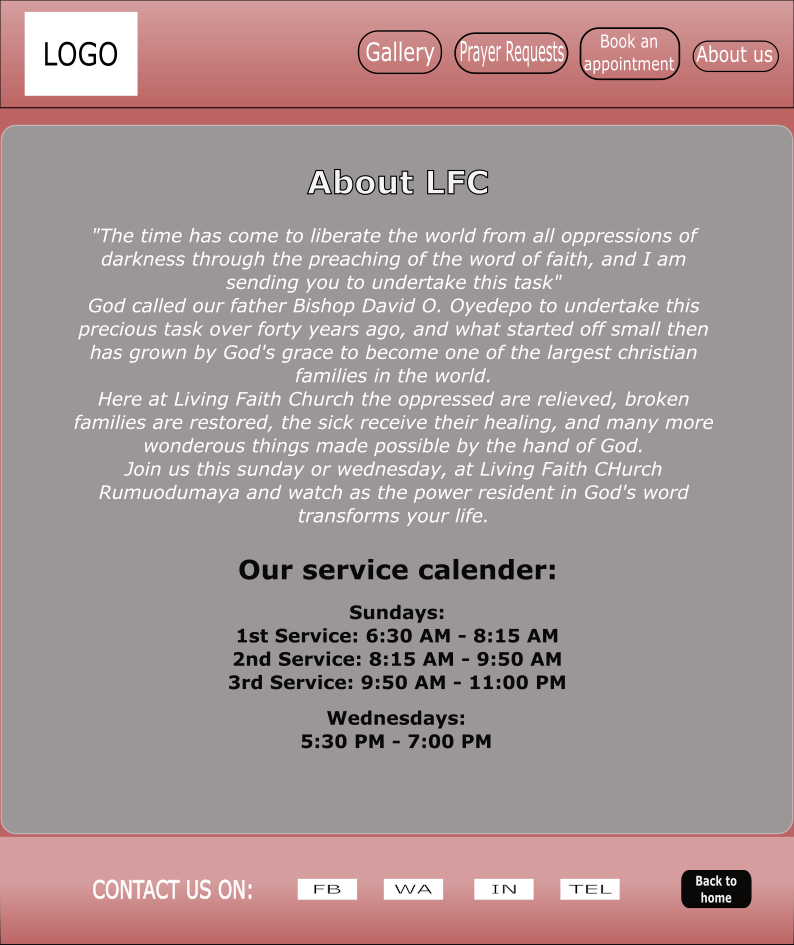 LOGO
Gallery
Prayer Requests
Book an
appointment
About us
About LFC
"The time has come to liberate the world from all oppressions of
darkness through the preaching of the word of faith, and I am
sending you to undertake this task"
God called our father Bishop David O. Oyedepo to undertake this
precious task over forty years ago, and what started off small then
has grown by God's grace to become one of the largest christian
families in the world.
Here at Living Faith Church the oppressed are relieved, broken
families are restored, the sick receive their healing, and many more
wonderous things made possible by the hand of God.
Join us this sunday or wednesday, at Living Faith CHurch
Rumuodumaya and watch as the power resident in God's word
transforms your life.
Our service calender:
Sundays:
1st Service: 6:30 AM - 8:15 AM
2nd Service: 8:15 AM - 9:50 AM
3rd Service: 9:50 AM - 11:00 PM
Wednesdays:
5:30 PM - 7:00 PM
CONTACT US ON:
FB
WA
IN
TEL
Back to
home